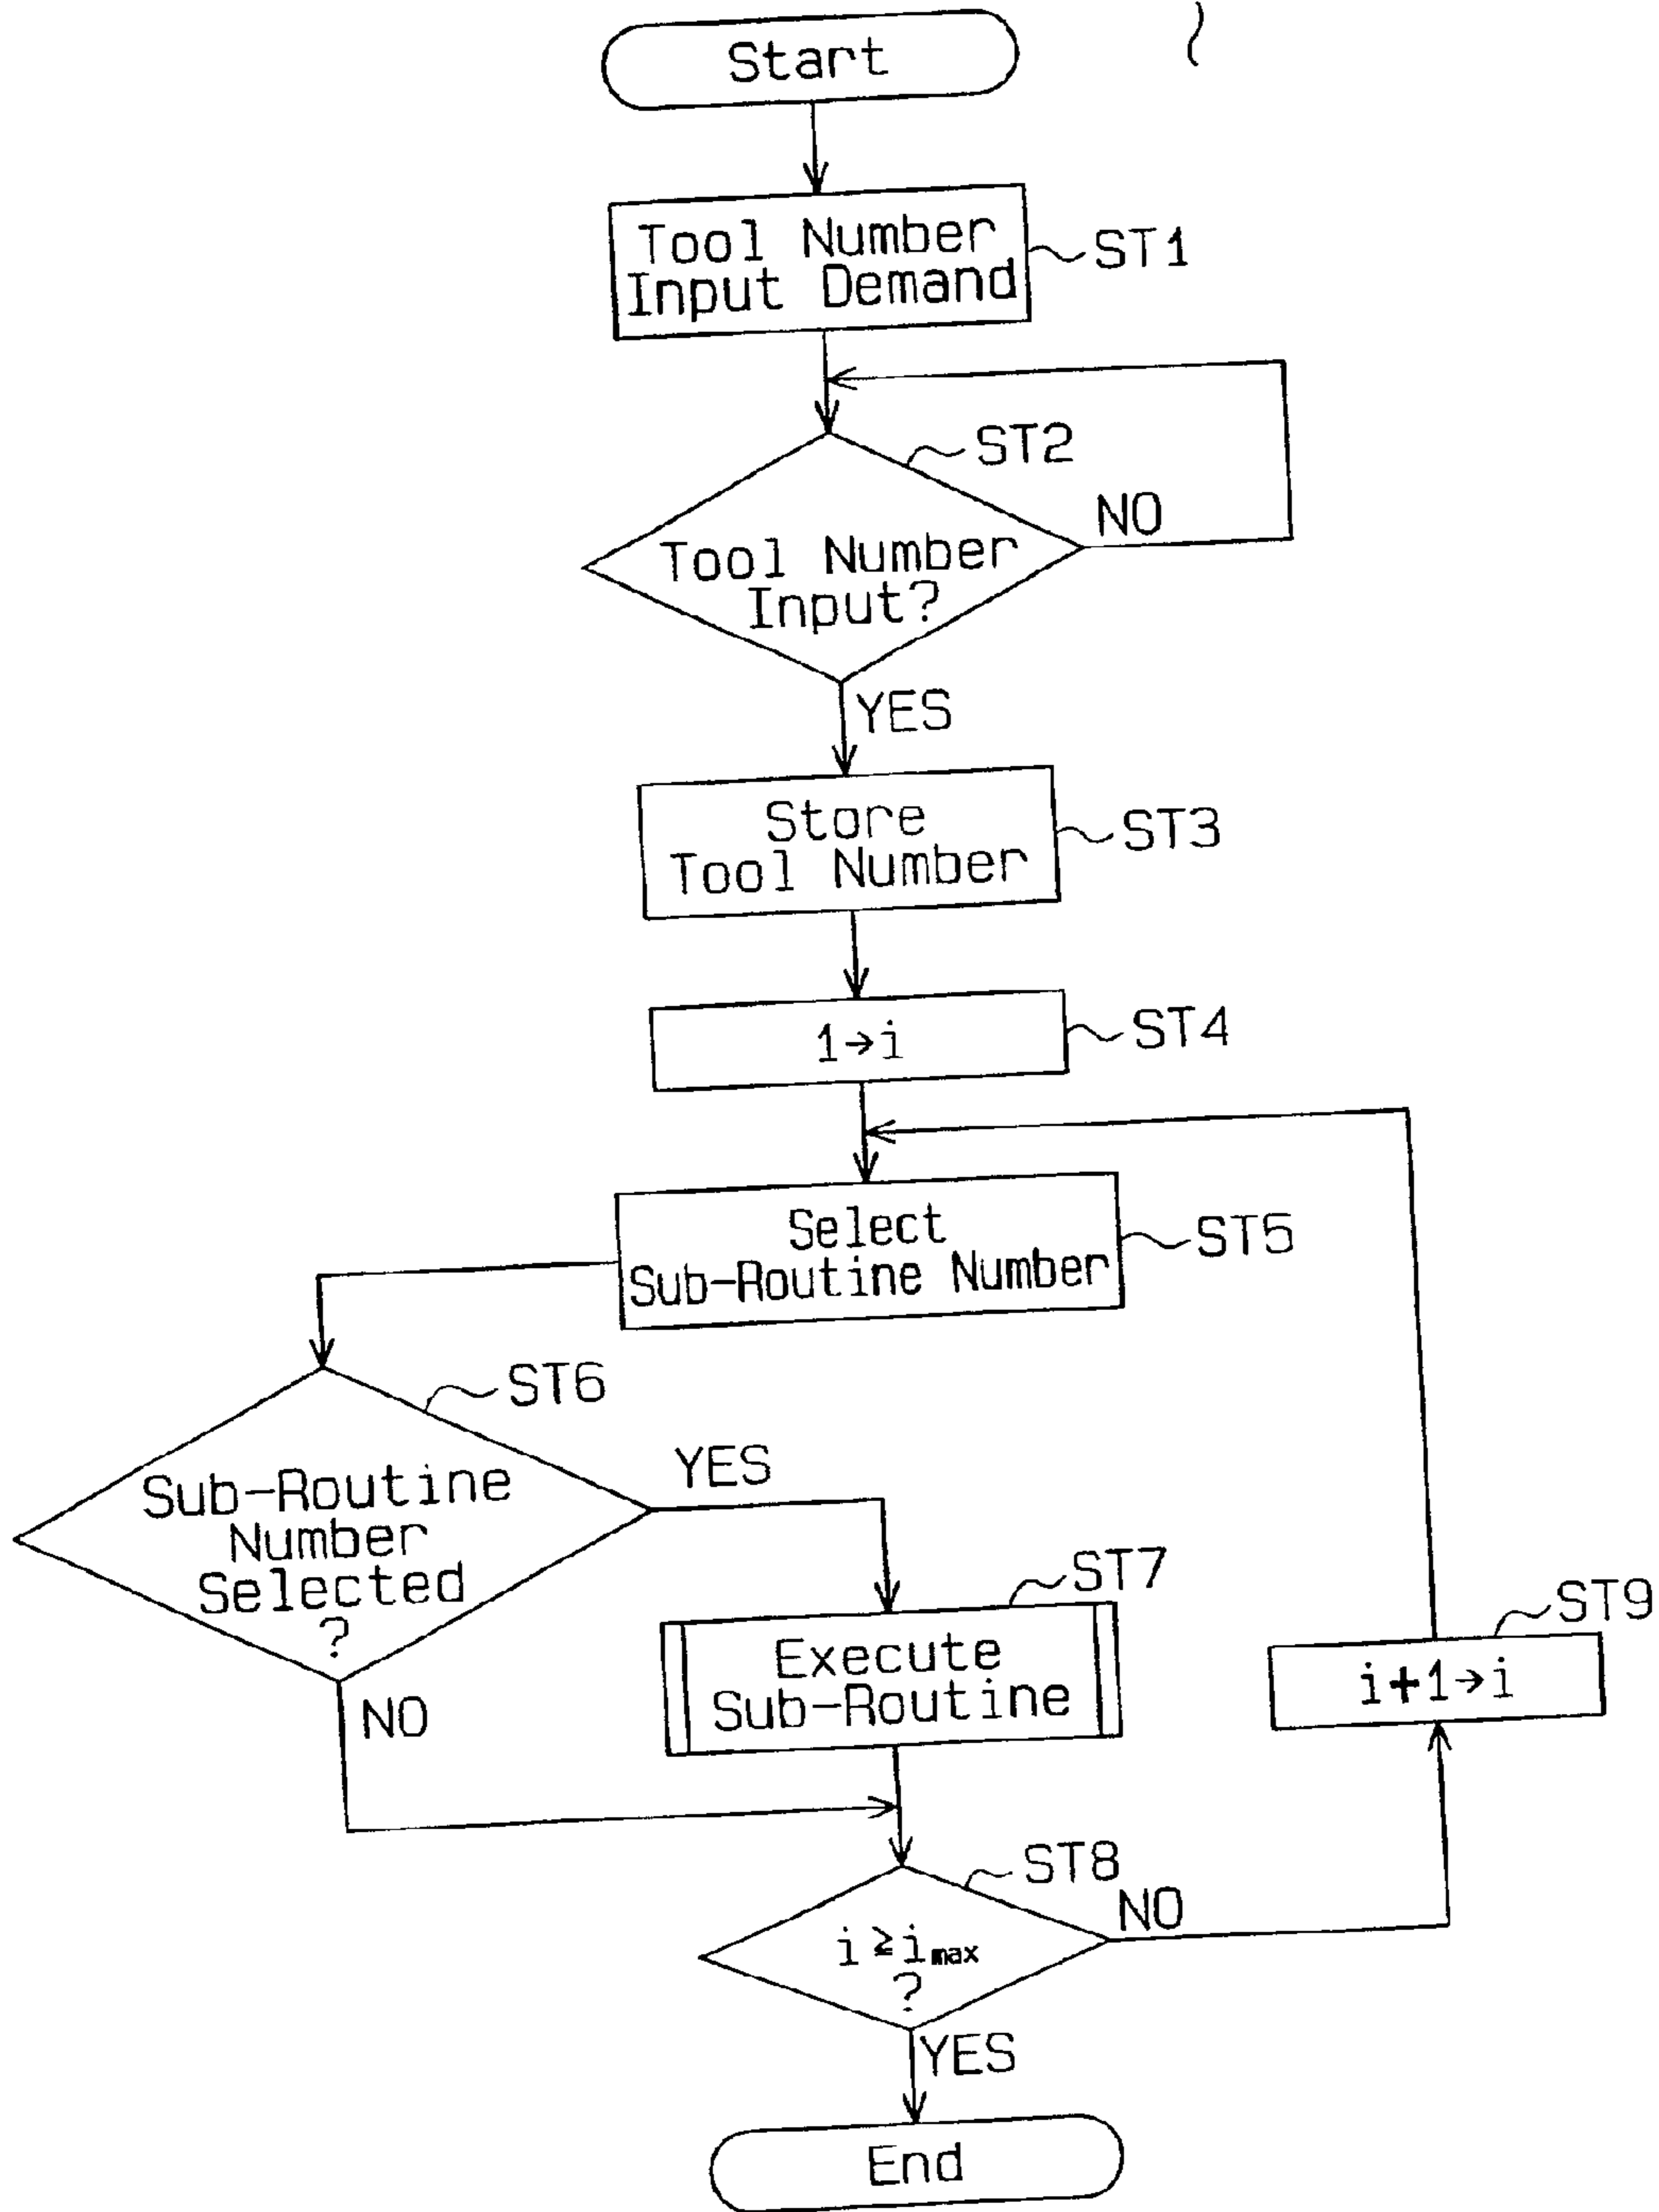 Start
Tool Number
Input Demand
ST1
ST2
NO
Tool Number
Input?
YES
Store
Tool Number
ST3
1→i
ST4
Select
Sub-Routine Number
ST5
ST6
YES
Sub-Routine
Number
Selected
?
NO
ST7
Execute
Sub-Routine
ST9
i+1→i
ST8
NO
i≧imax
?
YES
End